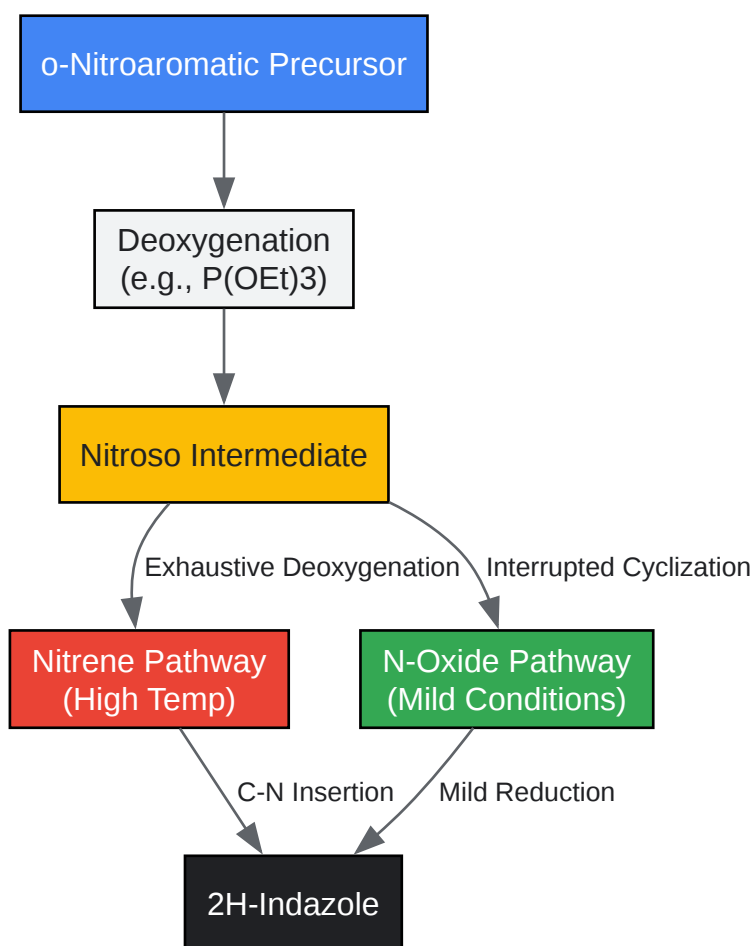 o-Nitroaromatic Precursor
Deoxygenation
(e.g., P(OEt)3)
Nitroso Intermediate
Exhaustive Deoxygenation
Interrupted Cyclization
Nitrene Pathway
(High Temp)
N-Oxide Pathway
(Mild Conditions)
C-N Insertion
Mild Reduction
2H-Indazole